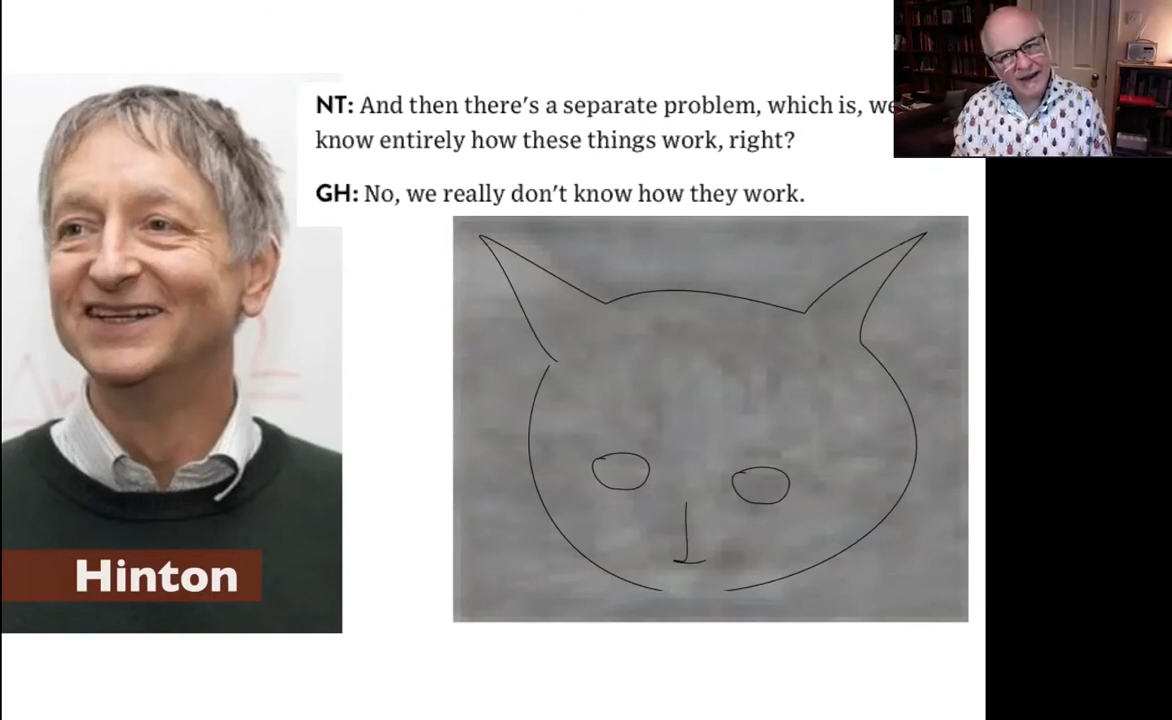 NT: And then there's a separate problem, which is, we
know entirely how these things work, right?
GH: No, we really don't know how they work.
Hinton